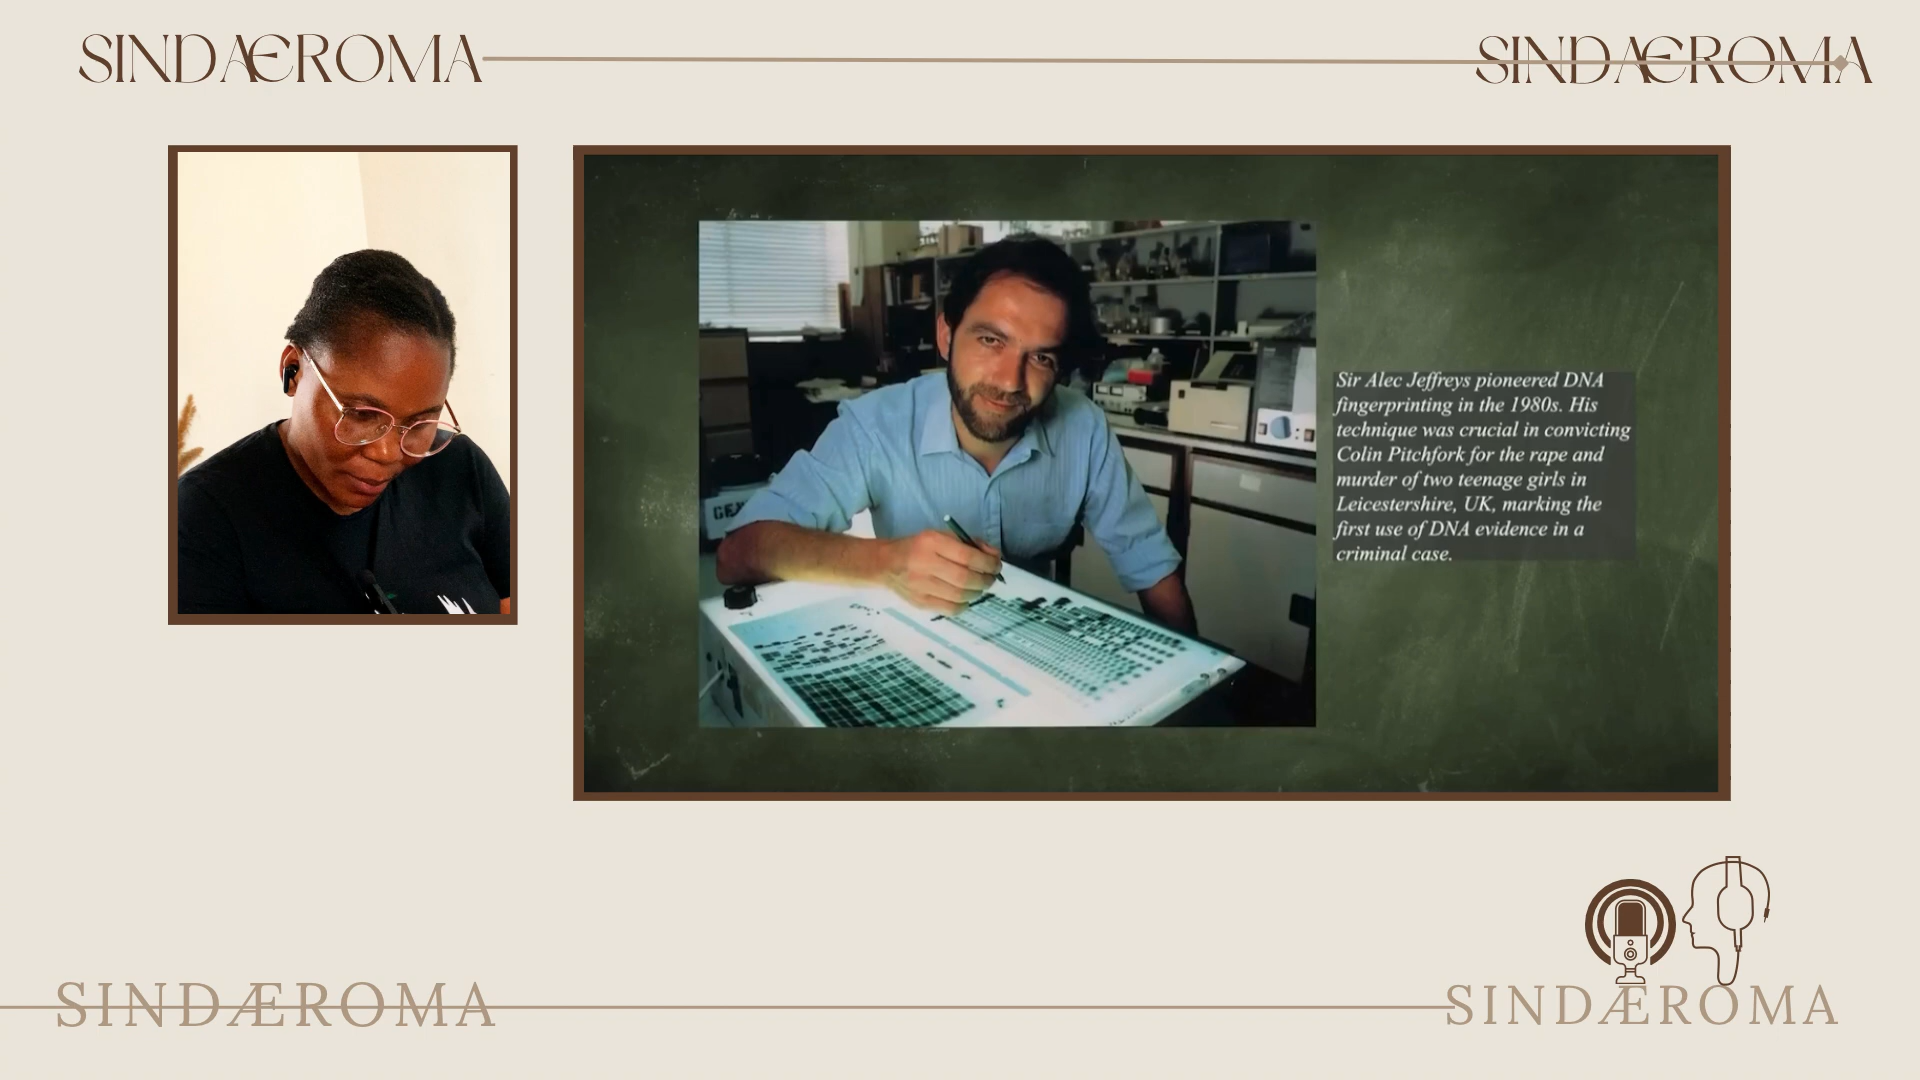 SINDÆROMA
SINDÆROMA
Sir Alec Jeffreys pioneered DNA
fingerprinting in the 1980s. His
technique was crucial in convicting
Colin Pitchfork for the rape and
murder of two teenage girls in
Leicestershire, UK, marking the
first use of DNA evidence in a
criminal case.
SINDÆROMA
SINDÆROMA